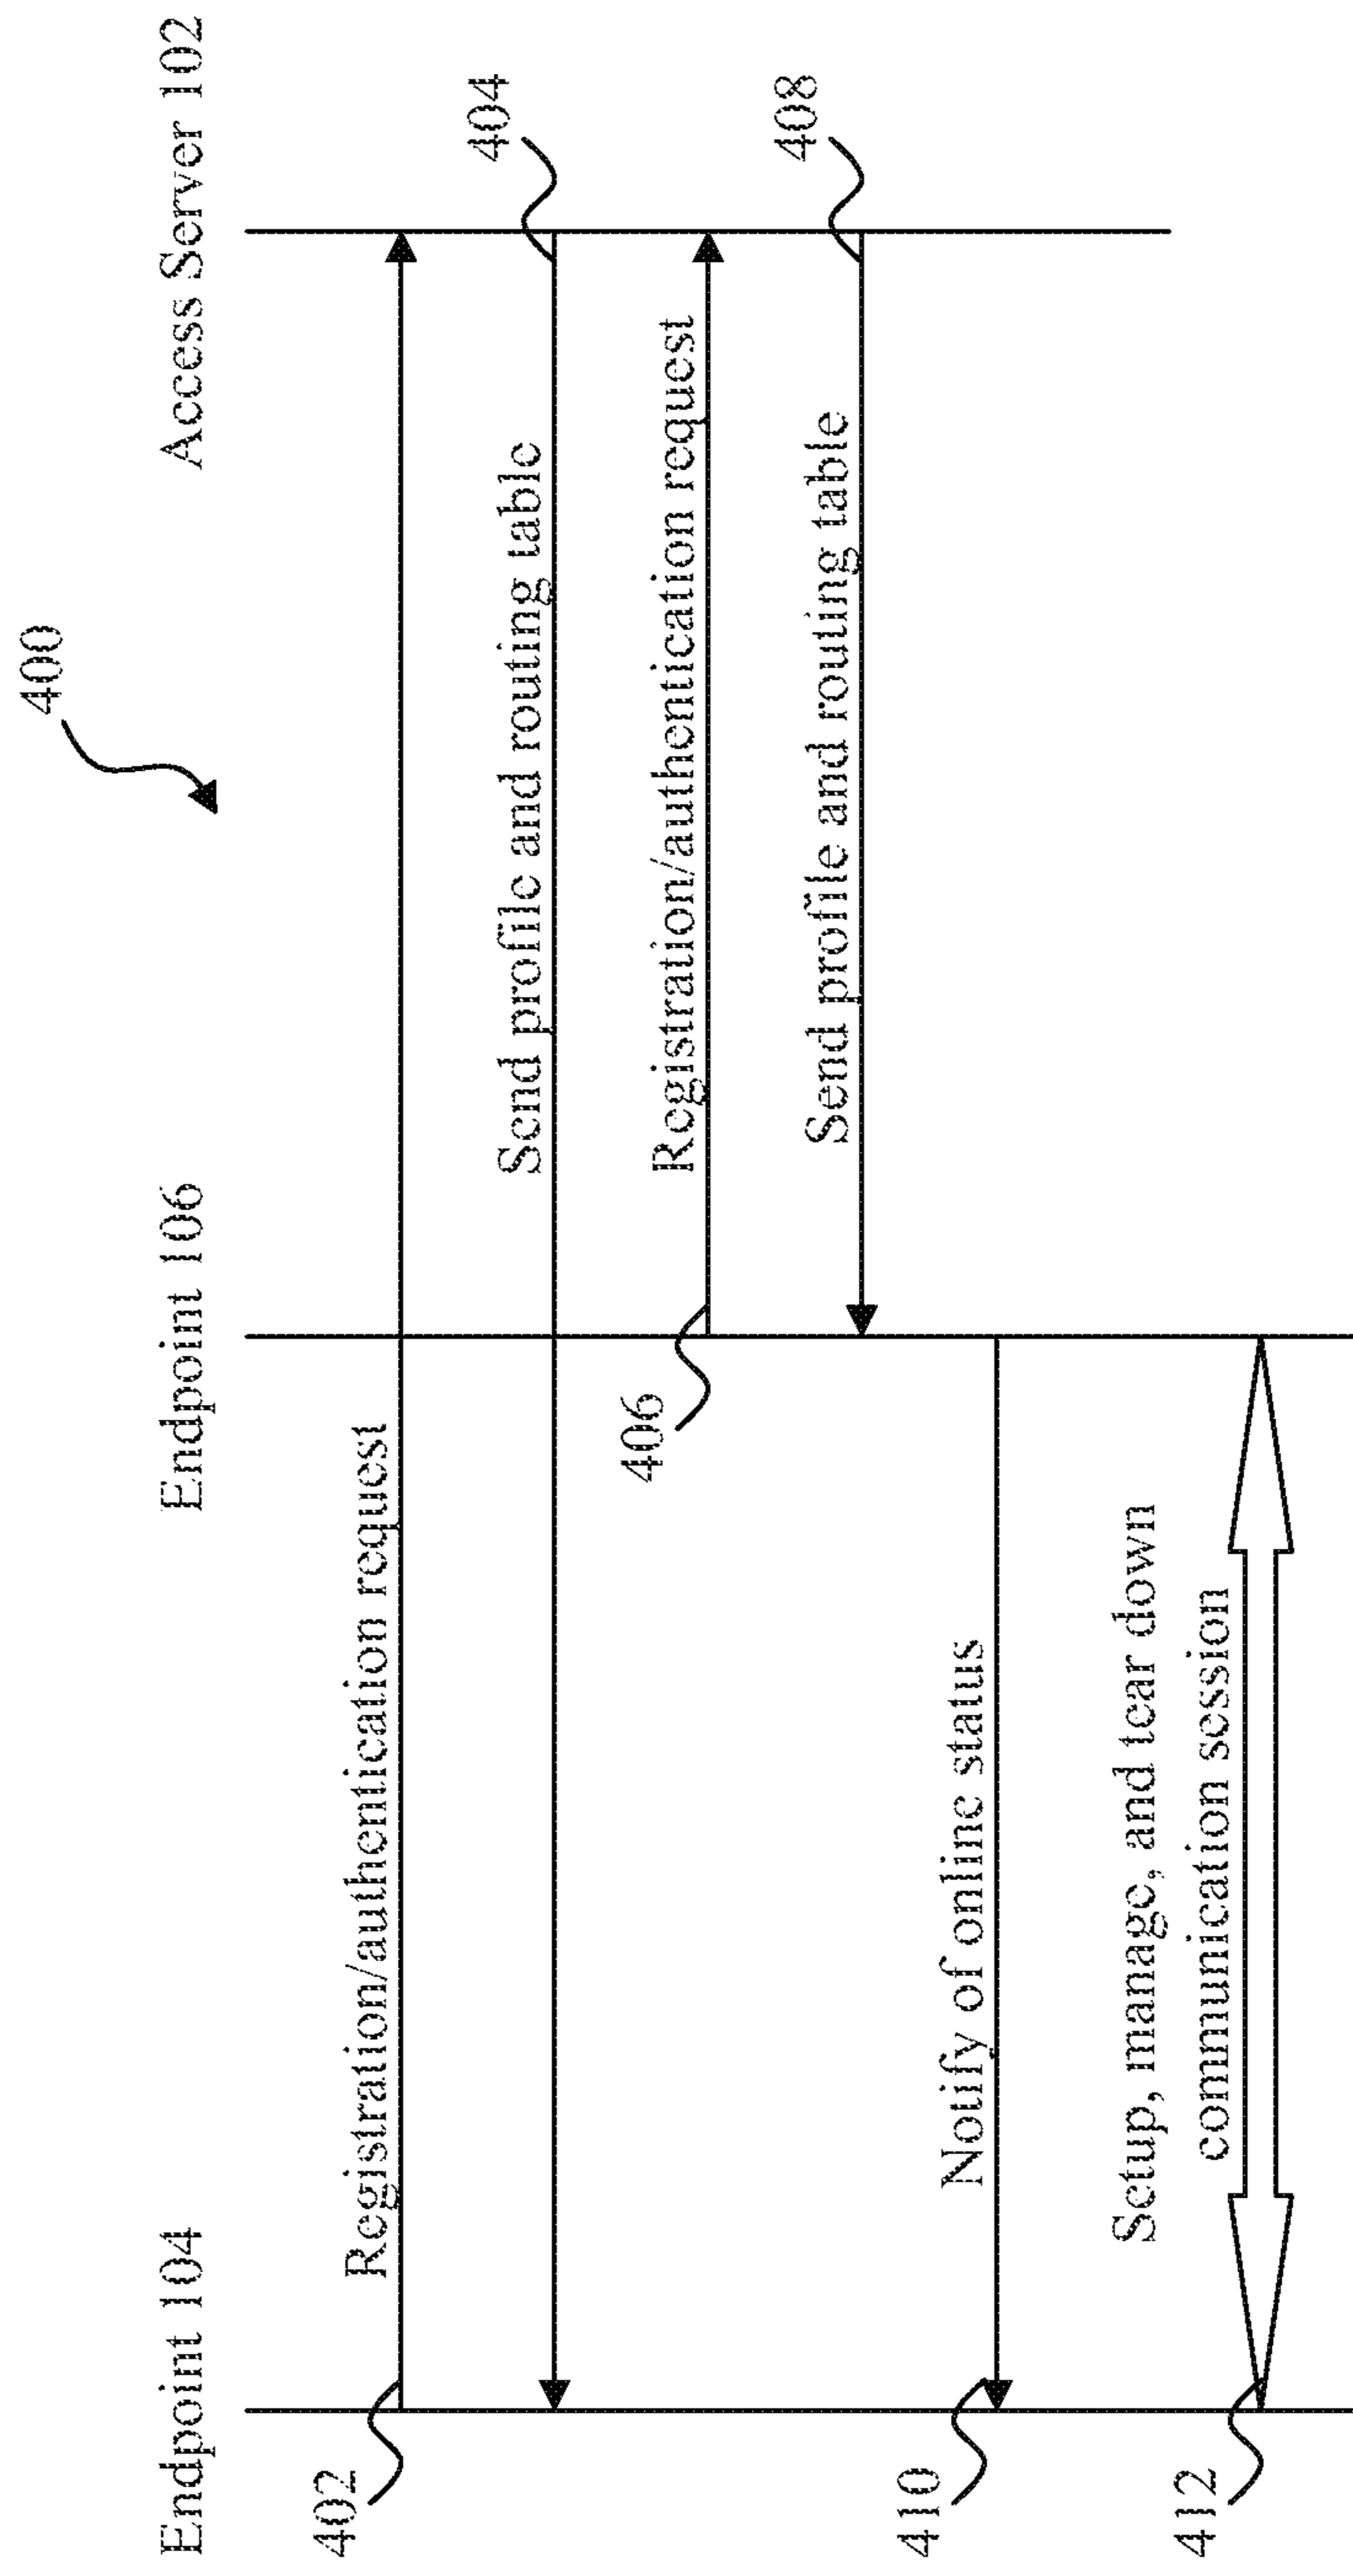 400
Endpoint 104
Endpoint 106
Access Server 102
402
Registration/authentication request
404
Send profile and routing table
406
Registration/authentication request
408
Send profile and routing table
410
Notify of online status
412
Setup, manage, and tear down
communication session